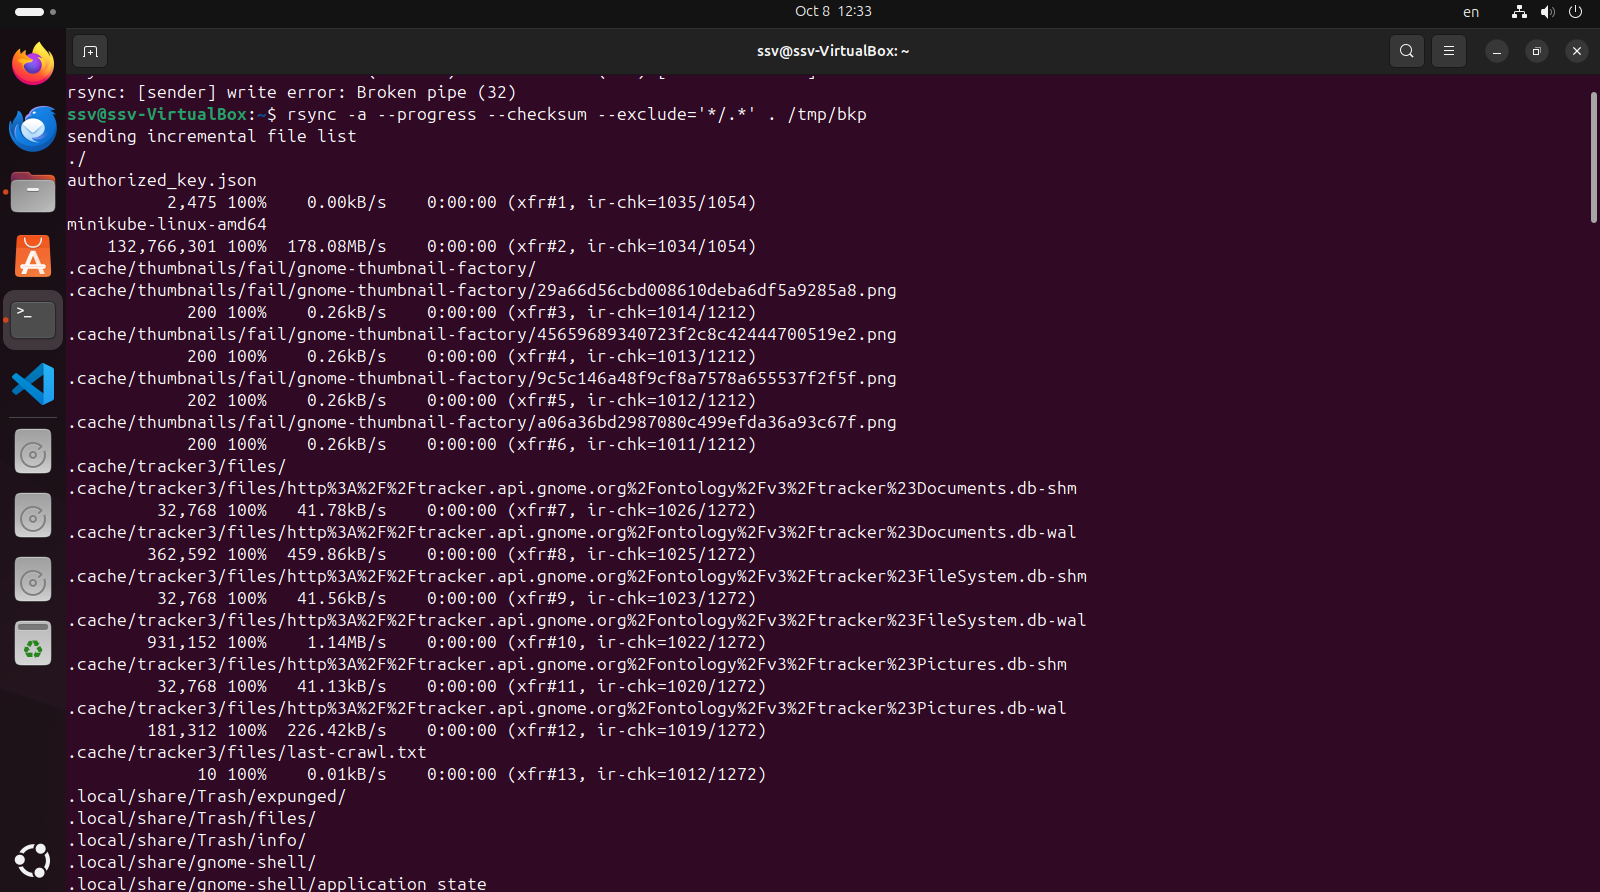 Oct 8 12:33
en
ssv@ssv-VirtualBox: ~
rsync: [sender] write error: Broken pipe (32)
ssv@ssv-VirtualBox:~$ rsync -a --progress --checksum --exclude='*/.*' . /tmp/bkp
sending incremental file list
./
authorized_key.json
2,475 100% 0.00kB/s 0:00:00 (xfr#1, ir-chk=1035/1054)
minikube-linux-amd64
132,766,301 100% 178.08MB/s 0:00:00 (xfr#2, ir-chk=1034/1054)
.cache/thumbnails/fail/gnome-thumbnail-factory/
.cache/thumbnails/fail/gnome-thumbnail-factory/29a66d56cbd008610deba6df5a9285a8.png
200 100% 0.26kB/s 0:00:00 (xfr#3, ir-chk=1014/1212)
.cache/thumbnails/fail/gnome-thumbnail-factory/45659689340723f2c8c42444700519e2.png
200 100% 0.26kB/s 0:00:00 (xfr#4, ir-chk=1013/1212)
.cache/thumbnails/fail/gnome-thumbnail-factory/9c5c146a48f9cf8a7578a655537f2f5f.png
202 100% 0.26kB/s 0:00:00 (xfr#5, ir-chk=1012/1212)
.cache/thumbnails/fail/gnome-thumbnail-factory/a06a36bd2987080c499efda36a93c67f.png
200 100% 0.26kB/s 0:00:00 (xfr#6, ir-chk=1011/1212)
.cache/tracker3/files/
.cache/tracker3/files/http%3A%2F%2Ftracker.api.gnome.org%2Fontology%2Fv3%2Ftracker%23Documents.db-shm
32,768 100% 41.78kB/s 0:00:00 (xfr#7, ir-chk=1026/1272)
.cache/tracker3/files/http%3A%2F%2Ftracker.api.gnome.org%2Fontology%2Fv3%2Ftracker%23Documents.db-wal
362,592 100% 459.86kB/s 0:00:00 (xfr#8, ir-chk=1025/1272)
.cache/tracker3/files/http%3A%2F%2Ftracker.api.gnome.org%2Fontology%2Fv3%2Ftracker%23FileSystem.db-shm
32,768 100% 41.56kB/s 0:00:00 (xfr#9, ir-chk=1023/1272)
.cache/tracker3/files/http%3A%2F%2Ftracker.api.gnome.org%2Fontology%2Fv3%2Ftracker%23FileSystem.db-wal
931,152 100% 1.14MB/s 0:00:00 (xfr#10, ir-chk=1022/1272)
.cache/tracker3/files/http%3A%2F%2Ftracker.api.gnome.org%2Fontology%2Fv3%2Ftracker%23Pictures.db-shm
32,768 100% 41.13kB/s 0:00:00 (xfr#11, ir-chk=1020/1272)
.cache/tracker3/files/http%3A%2F%2Ftracker.api.gnome.org%2Fontology%2Fv3%2Ftracker%23Pictures.db-wal
181,312 100% 226.42kB/s 0:00:00 (xfr#12, ir-chk=1019/1272)
.cache/tracker3/files/last-crawl.txt
10 100% 0.01kB/s 0:00:00 (xfr#13, ir-chk=1012/1272)
.local/share/Trash/expunged/
.local/share/Trash/files/
.local/share/Trash/info/
.local/share/gnome-shell/
.local/share/gnome-shell/application_state